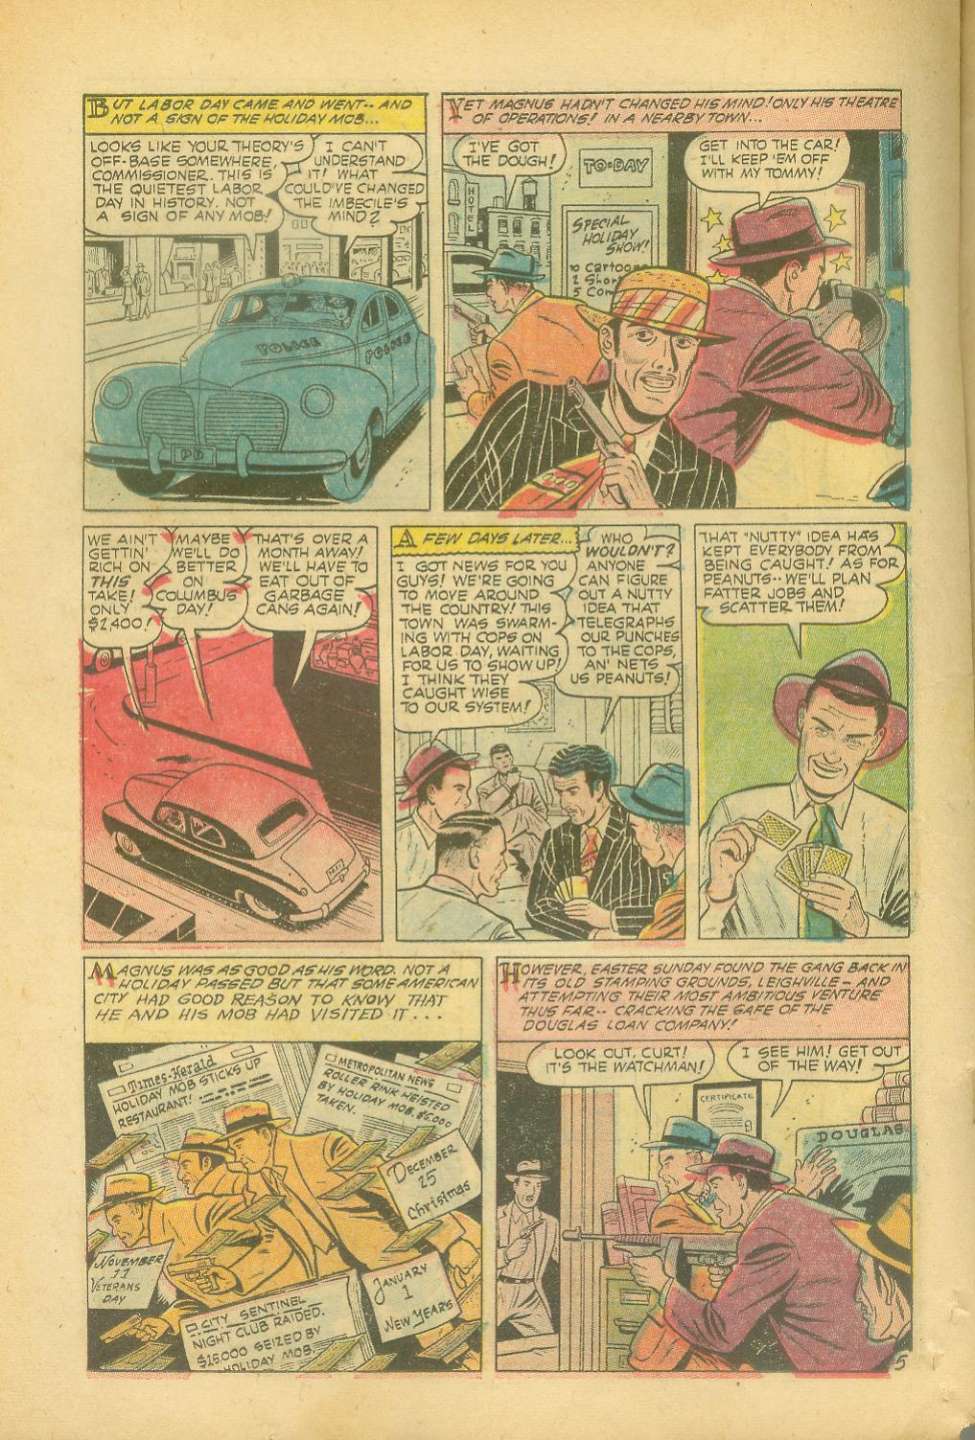 BUT LABOR DAY CAME AND WENT-- AND
NOT A SIGN OF THE HOLIDAY MOB...
LOOKS LIKE YOUR THEORY'S
OFF-BASE SOMEWHERE,
COMMISSIONER. THIS IS
THE QUIETEST LABOR
DAY IN HISTORY. NOT
A SIGN OF ANY MOB!
I CAN'T
UNDERSTAND
IT! WHAT
COULD'VE CHANGED
THE IMBECILE'S
MIND?
POLICE
POLICE
PD
YET MAGNUS HADN'T CHANGED HIS MIND! ONLY HIS THEATRE
OF OPERATIONS! IN A NEARBY TOWN...
I'VE GOT
THE DOUGH!
GET INTO THE CAR!
I'LL KEEP 'EM OFF
WITH MY TOMMY!
HOTEL
TO-DAY
SPECIAL
HOLIDAY
SHOW!
10 Cartoons
2 Shor
5 Com
WE AIN'T
GETTIN'
RICH ON
THIS
TAKE!
ONLY
$2,400!
MAYBE
WE'LL DO
BETTER
ON
COLUMBUS
DAY!
THAT'S OVER A
MONTH AWAY!
WE'LL HAVE TO
EAT OUT OF
GARBAGE
CANS AGAIN!
A FEW DAYS LATER...
I GOT NEWS FOR YOU
GUYS! WE'RE GOING
TO MOVE AROUND
THE COUNTRY! THIS
TOWN WAS SWARM-
ING WITH COPS ON
LABOR DAY, WAITING
FOR US TO SHOW UP!
I THINK THEY
CAUGHT WISE
TO OUR SYSTEM!
WHO
WOULDN'T?
ANYONE
CAN FIGURE
OUT A NUTTY
IDEA THAT
TELEGRAPHS
OUR PUNCHES
TO THE COPS,
AN' NETS
US PEANUTS!
THAT "NUTTY" IDEA HAS
KEPT EVERYBODY FROM
BEING CAUGHT! AS FOR
PEANUTS-- WE'LL PLAN
FATTER JOBS AND
SCATTER THEM!
MAGNUS WAS AS GOOD AS HIS WORD. NOT A
HOLIDAY PASSED BUT THAT SOME AMERICAN
CITY HAD GOOD REASON TO KNOW THAT
HE AND HIS MOB HAD VISITED IT...
TIMES-HERALD
HOLIDAY MOB STICKS UP
RESTAURANT!
METROPOLITAN NEWS
ROLLER RINK HEISTED
BY HOLIDAY MOB. $5,000
TAKEN.
DECEMBER
25
Christmas
NOVEMBER
11
VETERANS
DAY
JANUARY
1
NEW YEARS
CITY SENTINEL
NIGHT CLUB RAIDED.
$15,000 SEIZED BY
HOLIDAY MOB.
HOWEVER, EASTER SUNDAY FOUND THE GANG BACK IN
ITS OLD STAMPING GROUNDS, LEIGHVILLE-- AND
ATTEMPTING THEIR MOST AMBITIOUS VENTURE
THUS FAR-- CRACKING THE SAFE OF THE
DOUGLAS LOAN COMPANY!
LOOK OUT, CURT!
IT'S THE WATCHMAN!
I SEE HIM! GET OUT
OF THE WAY!
CERTIFICATE
DOUGLAS
5